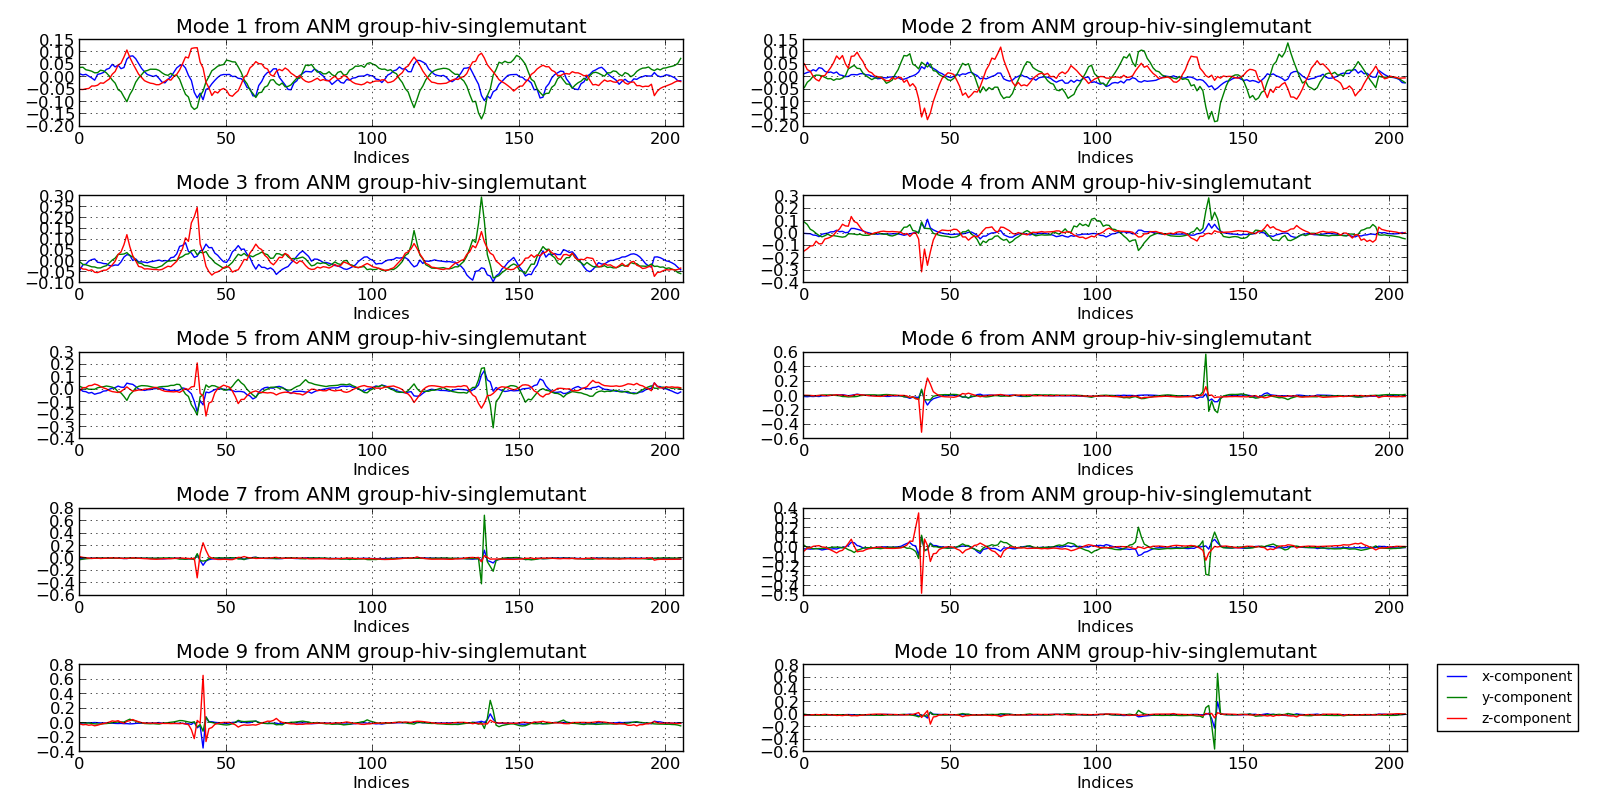 Mode 1 from ANM group-hiv-singlemutant
0.15
0.10
0.05
0.00
−0.05
−0.10
−0.15
−0.20
0 50 100 150 200
Indices
Mode 2 from ANM group-hiv-singlemutant
0.15
0.10
0.05
0.00
−0.05
−0.10
−0.15
−0.20
0 50 100 150 200
Indices
Mode 3 from ANM group-hiv-singlemutant
0.30
0.25
0.20
0.15
0.10
0.05
0.00
−0.05
−0.10
0 50 100 150 200
Indices
Mode 4 from ANM group-hiv-singlemutant
0.3
0.2
0.1
0.0
−0.1
−0.2
−0.3
−0.4
0 50 100 150 200
Indices
Mode 5 from ANM group-hiv-singlemutant
0.3
0.2
0.1
0.0
−0.1
−0.2
−0.3
−0.4
0 50 100 150 200
Indices
Mode 6 from ANM group-hiv-singlemutant
0.6
0.4
0.2
0.0
−0.2
−0.4
−0.6
0 50 100 150 200
Indices
Mode 7 from ANM group-hiv-singlemutant
0.8
0.6
0.4
0.2
0.0
−0.2
−0.4
−0.6
0 50 100 150 200
Indices
Mode 8 from ANM group-hiv-singlemutant
0.4
0.3
0.2
0.1
0.0
−0.1
−0.2
−0.3
−0.4
−0.5
0 50 100 150 200
Indices
Mode 9 from ANM group-hiv-singlemutant
0.8
0.6
0.4
0.2
0.0
−0.2
−0.4
0 50 100 150 200
Indices
Mode 10 from ANM group-hiv-singlemutant
0.8
0.6
0.4
0.2
0.0
−0.2
−0.4
−0.6
0 50 100 150 200
Indices
x-component
y-component
z-component